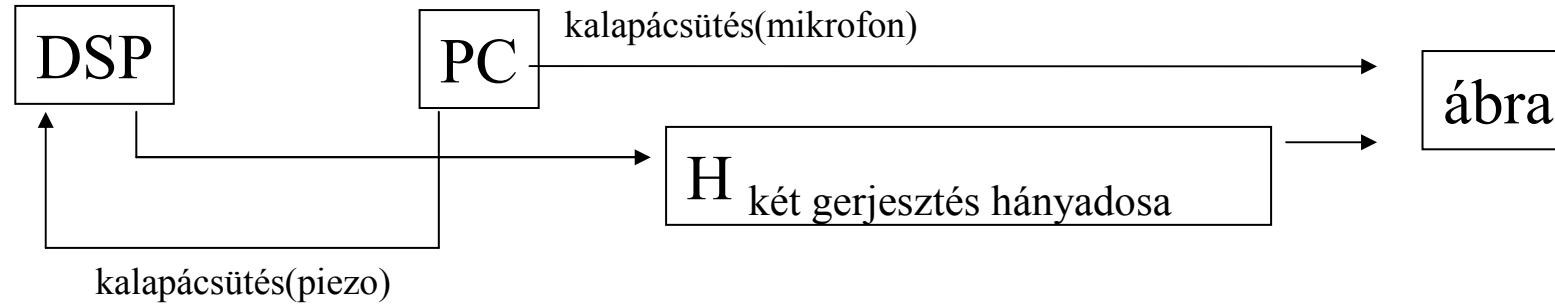 kalapácsütés(mikrofon)
DSP
PC
ábra
H két gerjesztés hányadosa
kalapácsütés(piezo)